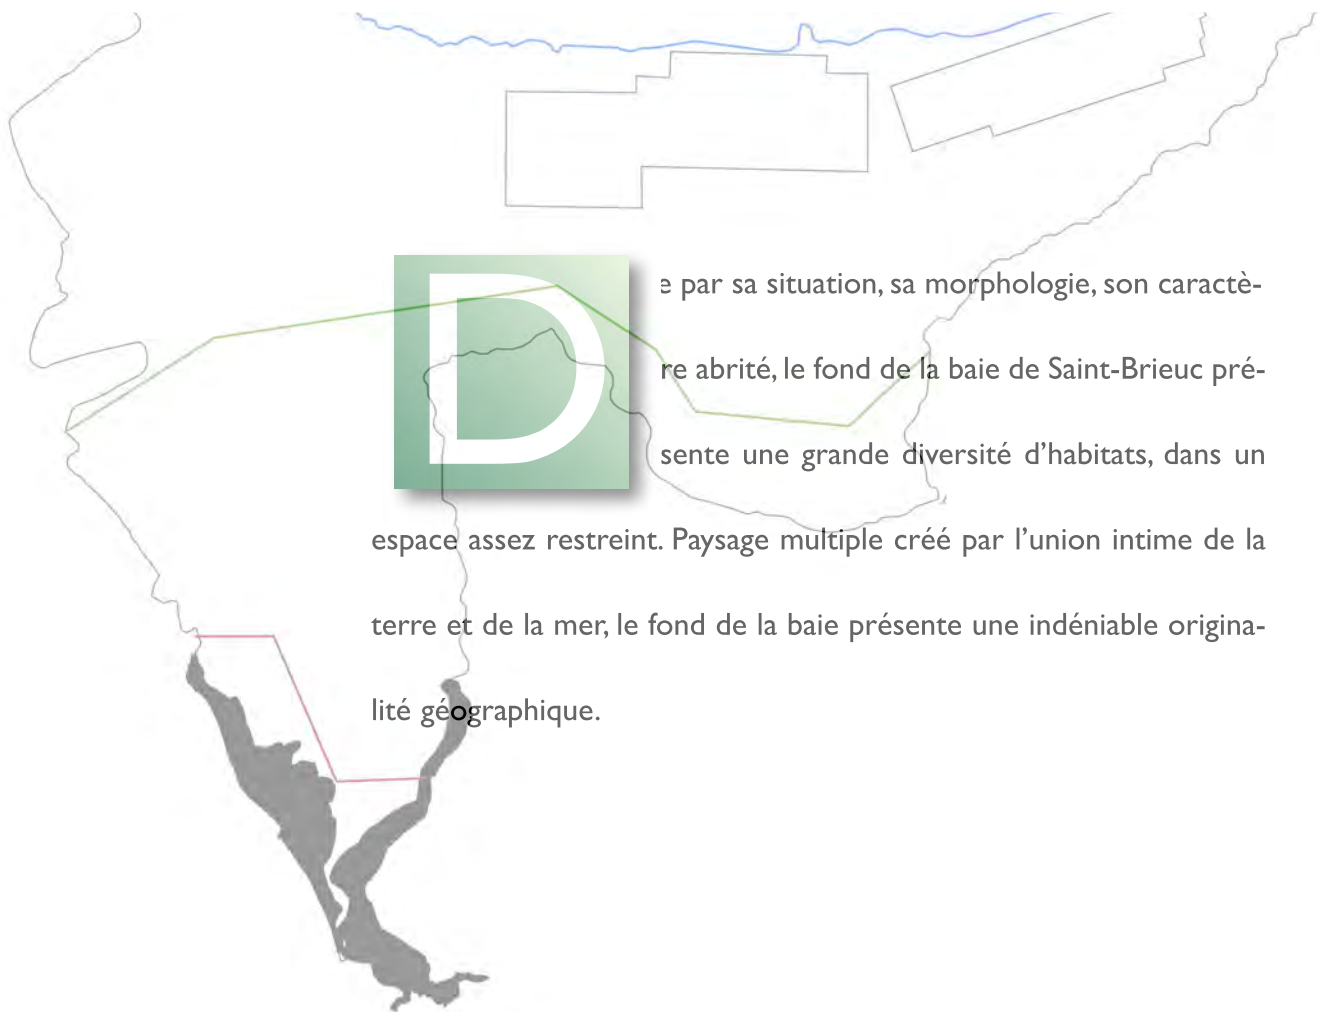 De par sa situation, sa morphologie, son caractè-
re abrité, le fond de la baie de Saint-Brieuc pré-
sente une grande diversité d’habitats, dans un
espace assez restreint. Paysage multiple créé par l’union intime de la
terre et de la mer, le fond de la baie présente une indéniable origina-
lité géographique.